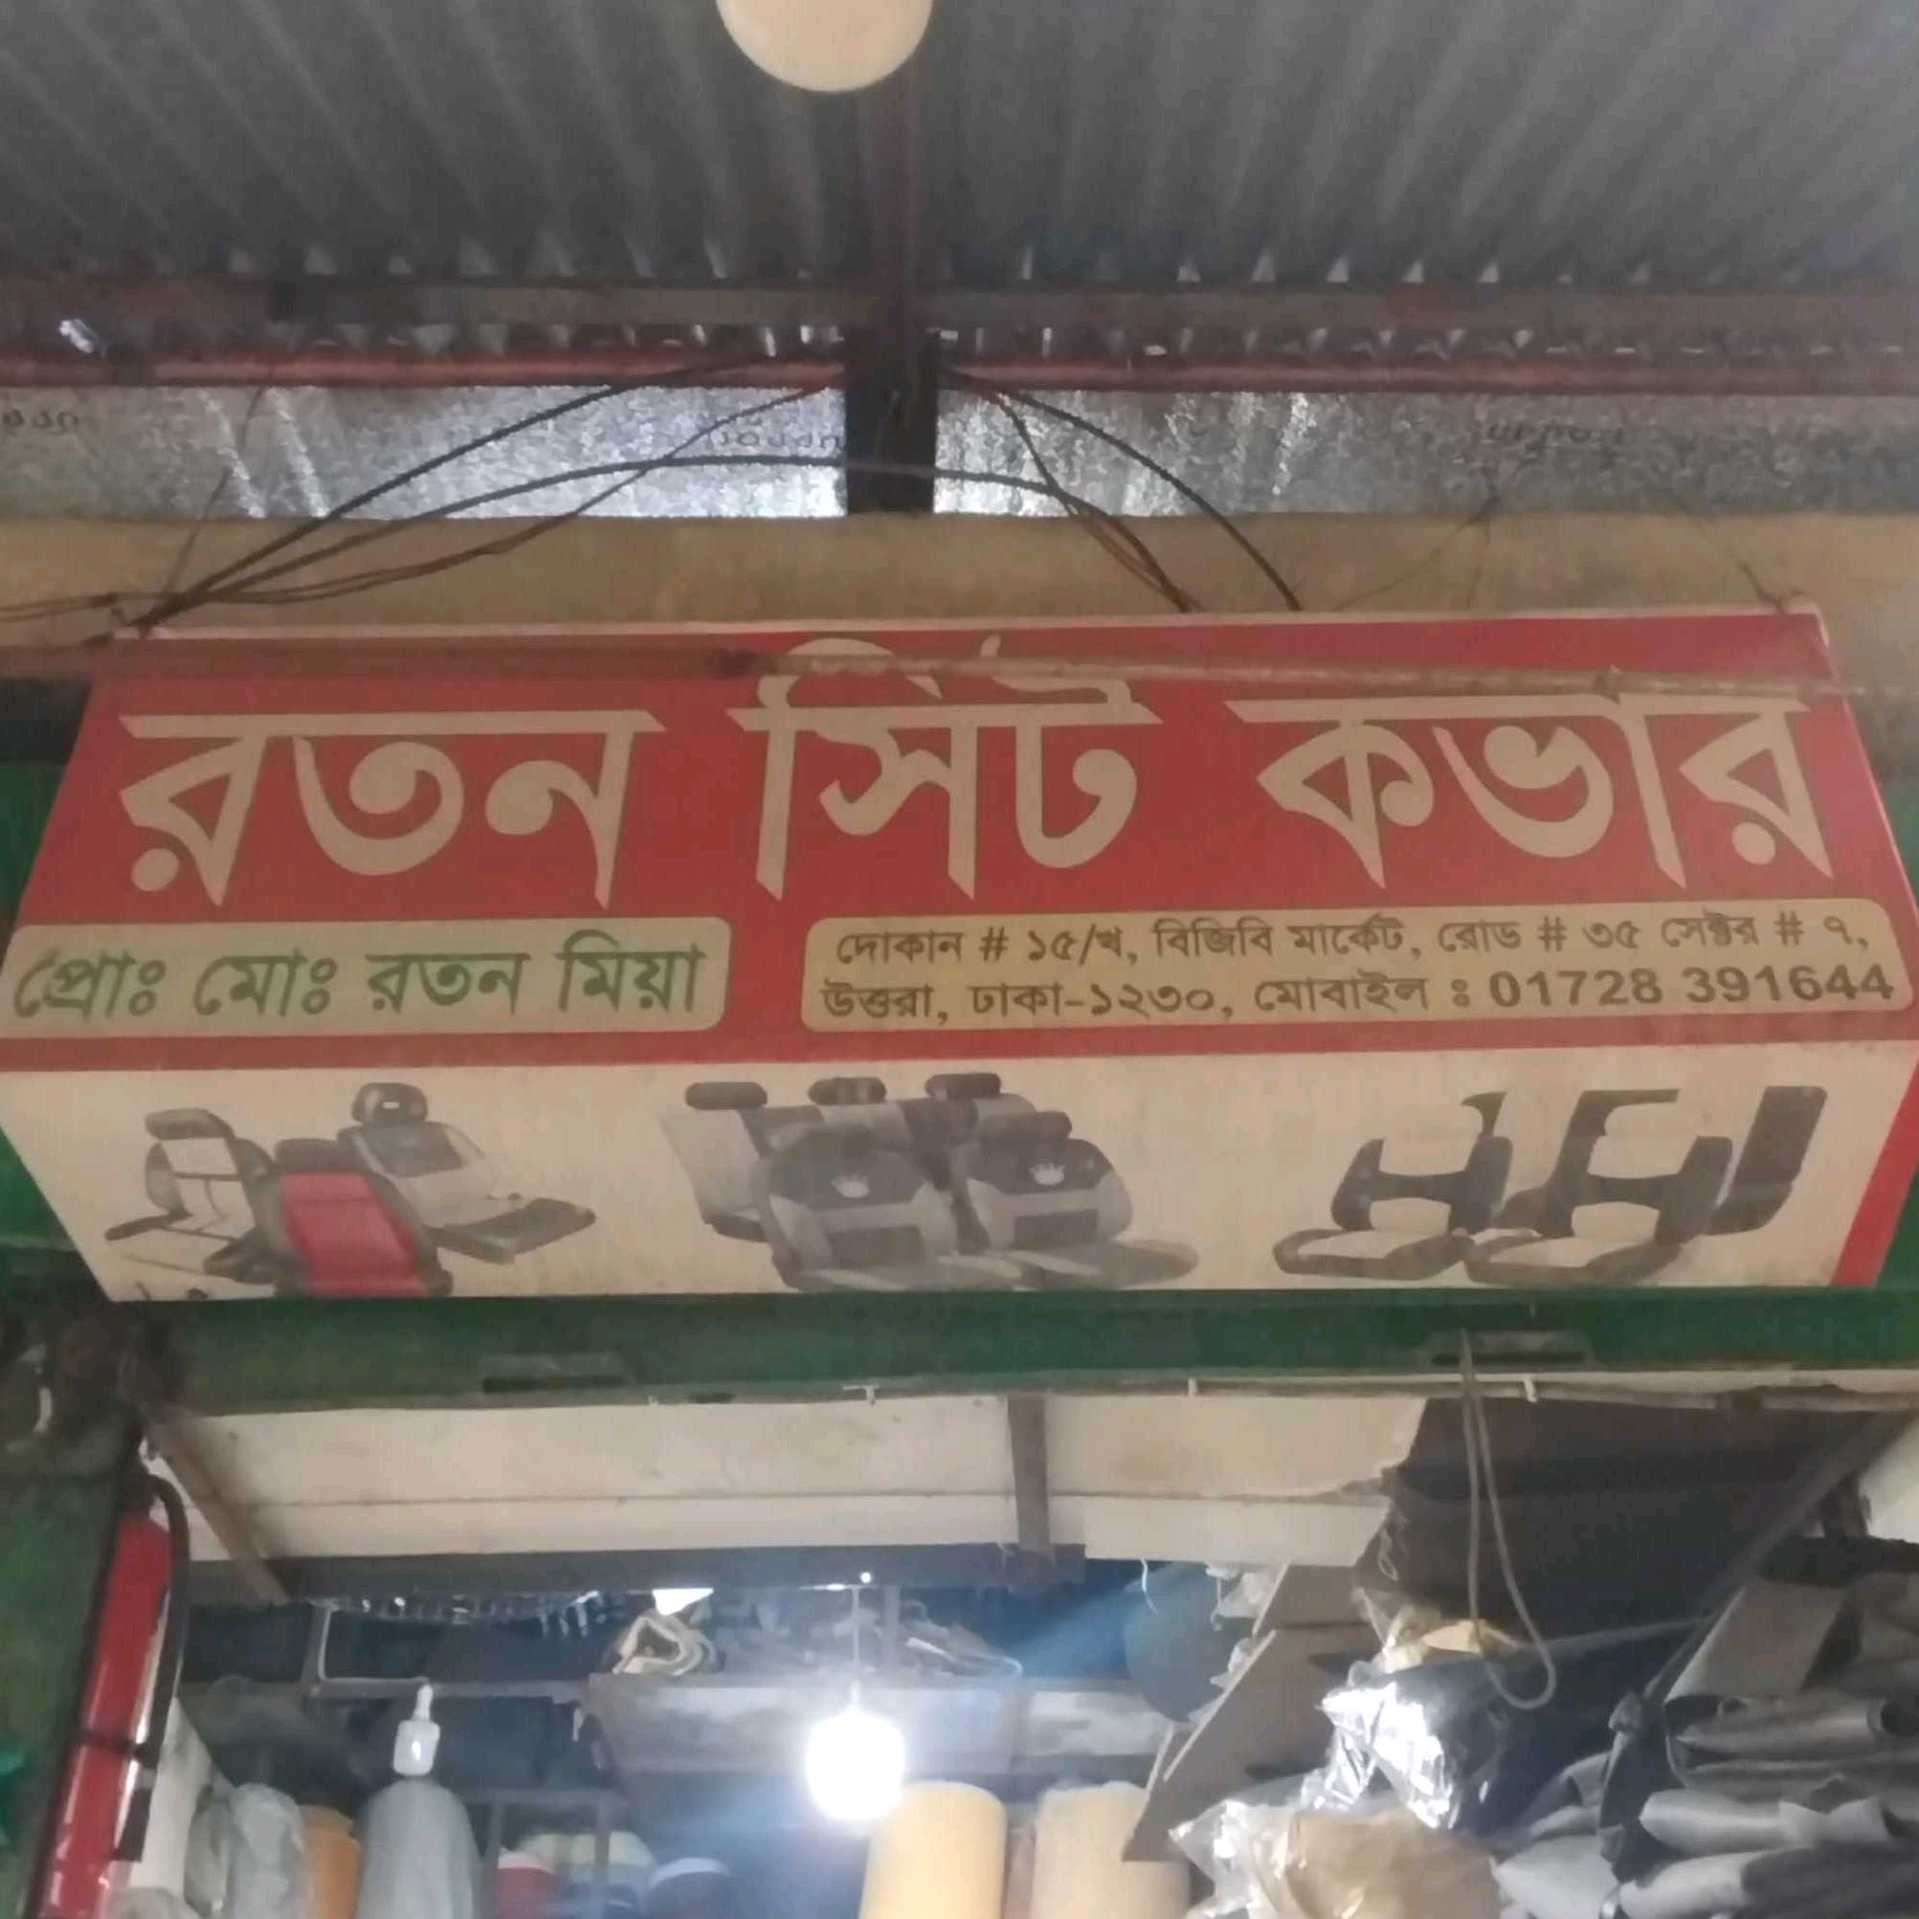 রতন সিট কভার
প্রোঃ মোঃ রতন মিয়া
দোকান # ১৫/খ, বিজিবি মার্কেট, রোড # ৩৫ সেক্টর # ৭,
উত্তরা, ঢাকা-১২৩০, মোবাইল ঃ 01728 391644